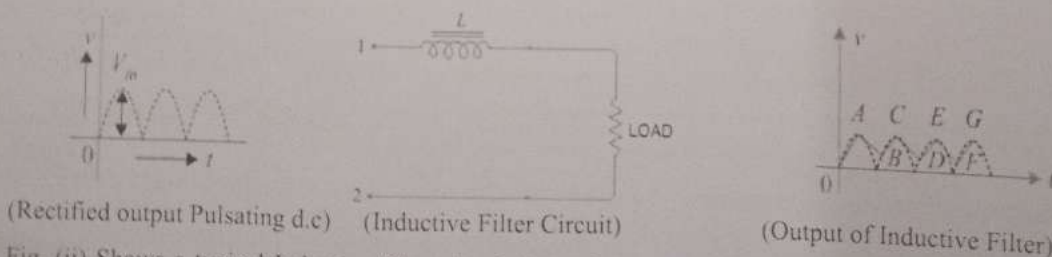 L
v
1
v
Vm
LOAD
A C E G
B D F
0 t
2
0 t
(Rectified output Pulsating d.c)
(Inductive Filter Circuit)
(Output of Inductive Filter)
Fig. (ii) Shows a typical